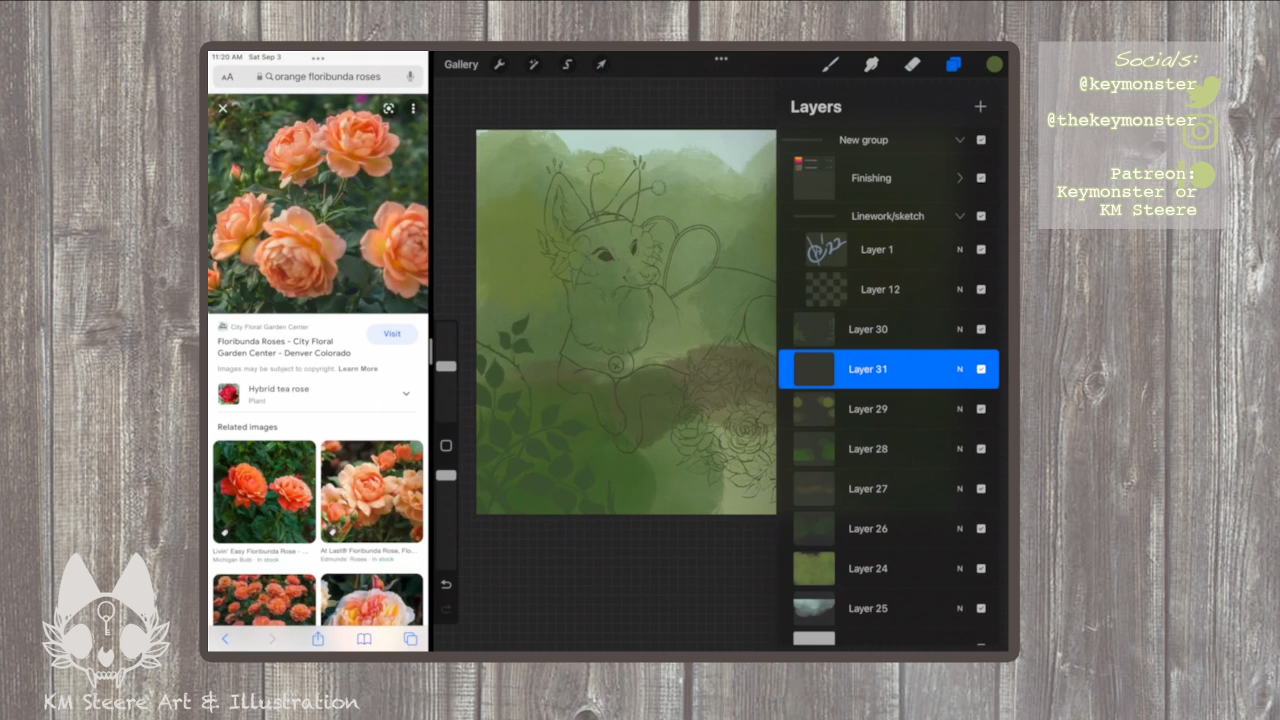 11:20 AM Sat Sep 3
AA orange floribunda roses
City Floral Garden Center
Visit
Floribunda Roses - City Floral
Garden Center - Denver Colorado
Images may be subject to copyright. Learn More
Hybrid tea rose
Plant
Related images
Livin' Easy Floribunda Rose - ...
Michigan Bulb · In stock
At Last® Floribunda Rose, Flo...
Edmunds' Roses · In stock
Gallery
Layers
New group
Finishing
Linework/sketch
Layer 1 N
Layer 12 N
Layer 30 N
Layer 31 N
Layer 29 N
Layer 28 N
Layer 27 N
Layer 26 N
Layer 24 N
Layer 25 N
Socials:
@keymonster
@thekeymonster
Patreon:
Keymonster or
KM Steere
KM Steere Art & Illustration